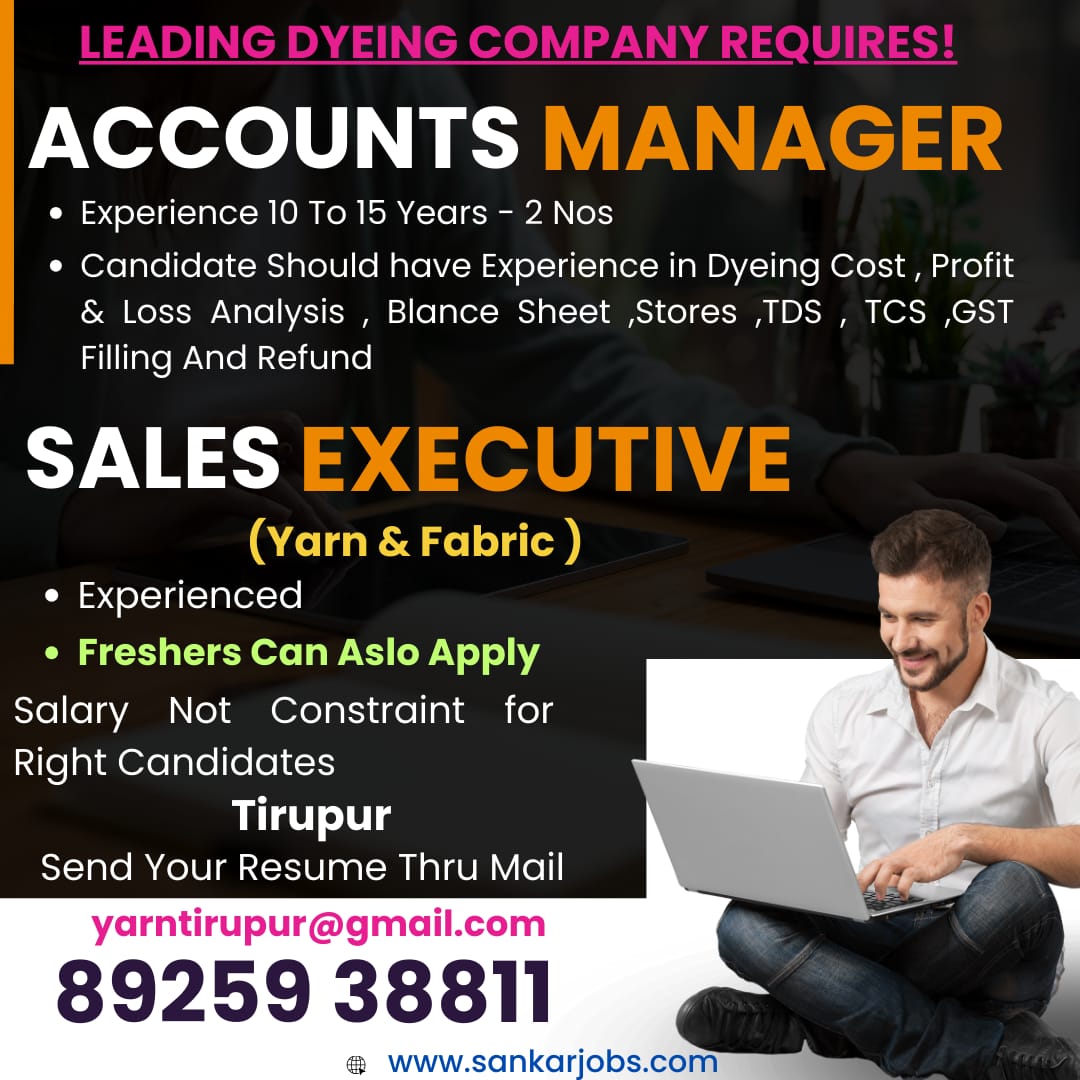 LEADING DYEING COMPANY REQUIRES!
ACCOUNTS MANAGER
• Experience 10 To 15 Years - 2 Nos
• Candidate Should have Experience in Dyeing Cost , Profit
& Loss Analysis , Blance Sheet ,Stores ,TDS , TCS ,GST
Filling And Refund
SALES EXECUTIVE
(Yarn & Fabric )
• Experienced
• Freshers Can Aslo Apply
Salary Not Constraint for
Right Candidates
Tirupur
Send Your Resume Thru Mail
yarntirupur@gmail.com
89259 38811
www.sankarjobs.com